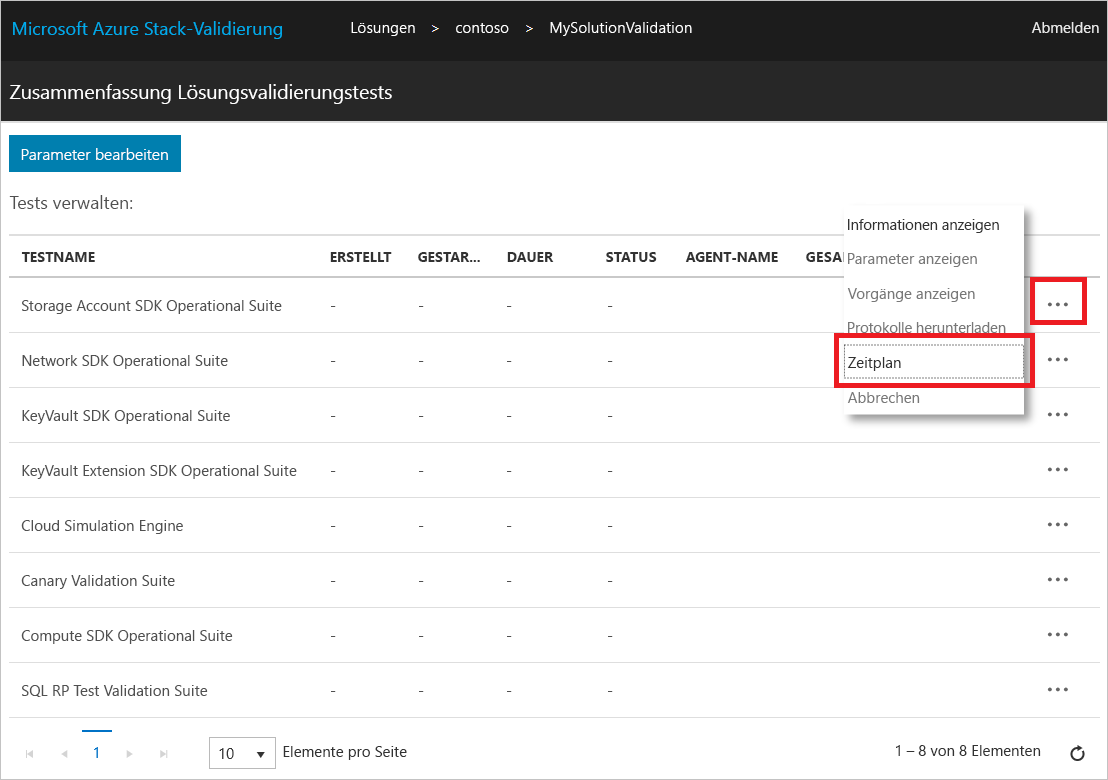 Microsoft Azure Stack-Validierung Lösungen > contoso > MySolutionValidation Abmelden
Zusammenfassung Lösungsvalidierungstests
Parameter bearbeiten
Tests verwalten:
TESTNAME ERSTELLT GESTAR... DAUER STATUS AGENT-NAME GESA
Informationen anzeigen
Parameter anzeigen
Vorgänge anzeigen
Protokolle herunterladen
Zeitplan
Abbrechen
Storage Account SDK Operational Suite - - - - ...
Network SDK Operational Suite - - - - ...
KeyVault SDK Operational Suite - - - - ...
KeyVault Extension SDK Operational Suite - - - - ...
Cloud Simulation Engine - - - - ...
Canary Validation Suite - - - - ...
Compute SDK Operational Suite - - - - ...
SQL RP Test Validation Suite - - - - ...
1 10 Elemente pro Seite 1 – 8 von 8 Elementen